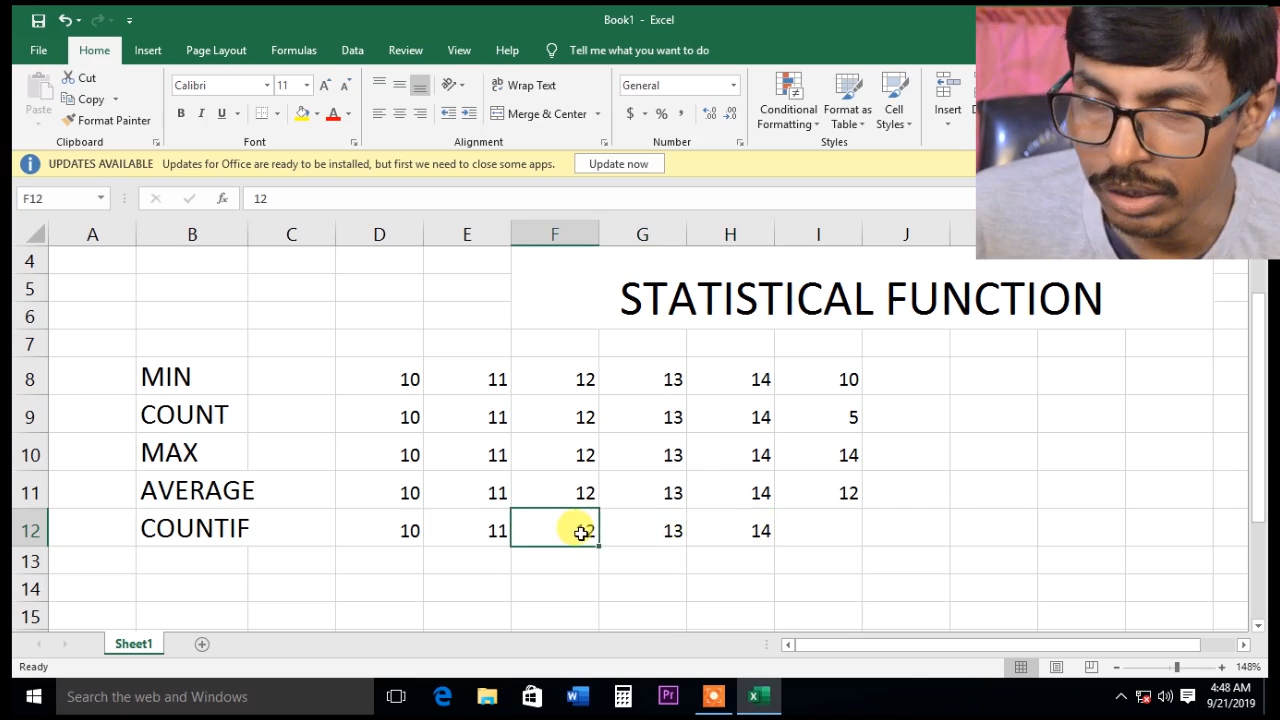 Book1 - Excel
File Home Insert Page Layout Formulas Data Review View Help Tell me what you want to do
Paste Cut Copy Format Painter Clipboard
Calibri 11 B I U A Font
Wrap Text Merge & Center Alignment
General $ % , Number
Conditional Formatting Format as Table Cell Styles Styles
Insert
UPDATES AVAILABLE Updates for Office are ready to be installed, but first we need to close some apps. Update now
F12 fx 12
A B C D E F G H I J
4
5 STATISTICAL FUNCTION
6
7
8 MIN 10 11 12 13 14 10
9 COUNT 10 11 12 13 14 5
10 MAX 10 11 12 13 14 14
11 AVERAGE 10 11 12 13 14 12
12 COUNTIF 10 11 12 13 14
13
14
15
Sheet1
Ready 148%
Search the web and Windows 4:48 AM
9/21/2019